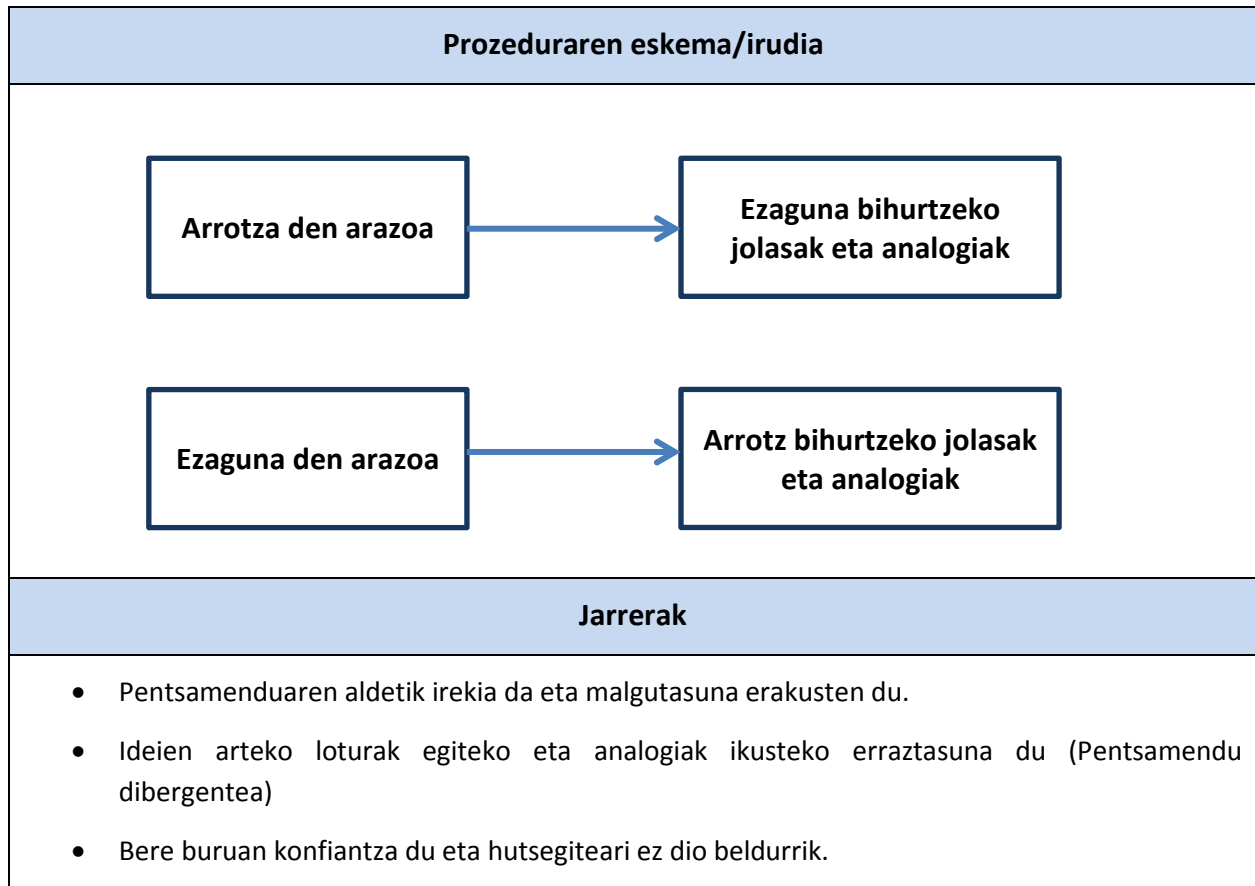 Prozeduraren eskema/irudia
Arrotza den arazoa
Ezaguna bihurtzeko
jolasak eta analogiak
Ezaguna den arazoa
Arrotz bihurtzeko jolasak
eta analogiak
Jarrerak
• Pentsamenduaren aldetik irekia da eta malgutasuna erakusten du.
• Ideien arteko loturak egiteko eta analogiak ikusteko erraztasuna du (Pentsamendu
dibergentea)
• Bere buruan konfiantza du eta hutsegiteari ez dio beldurrik.